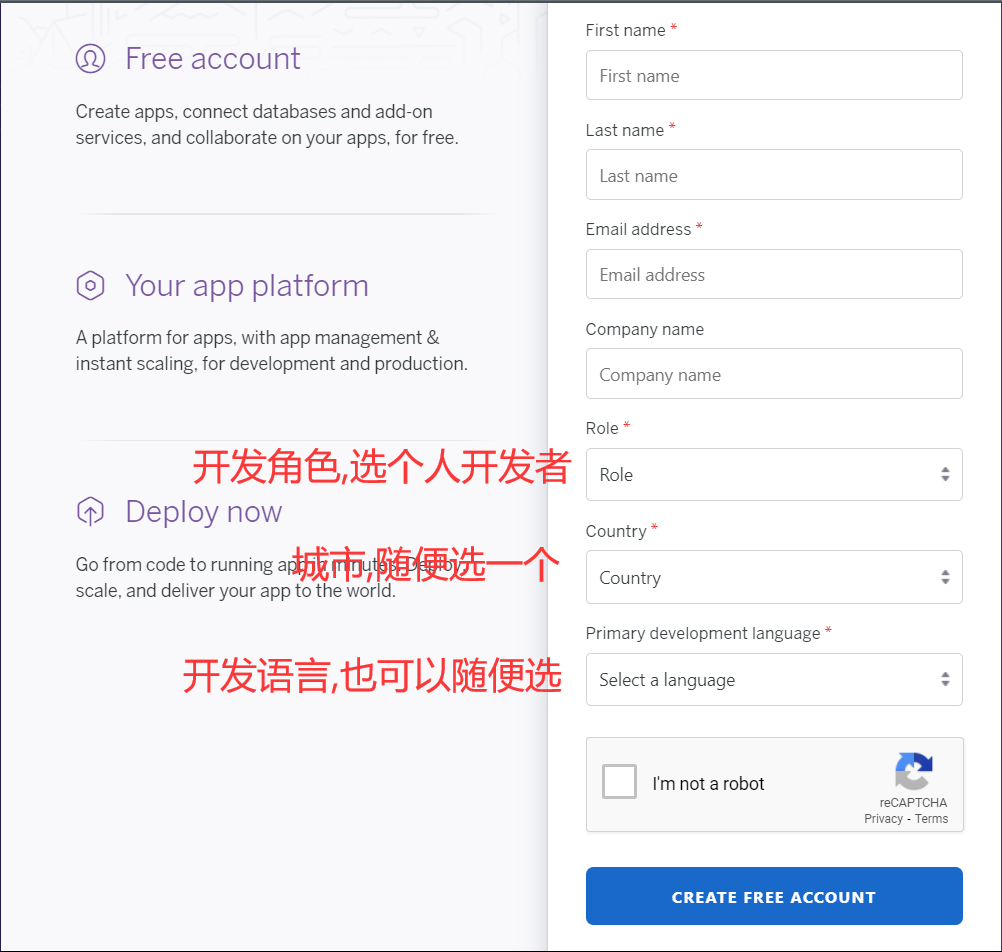 Free account
Create apps, connect databases and add-on
services, and collaborate on your apps, for free.
Your app platform
A platform for apps, with app management &
instant scaling, for development and production.
开发角色,选个人开发者
Deploy now
Go from code to running app in minutes. Deploy,
城市,随便选一个
scale, and deliver your app to the world.
开发语言,也可以随便选
First name *
First name
Last name *
Last name
Email address *
Email address
Company name
Company name
Role *
Role
Country *
Country
Primary development language *
Select a language
I'm not a robot
reCAPTCHA
Privacy - Terms
CREATE FREE ACCOUNT